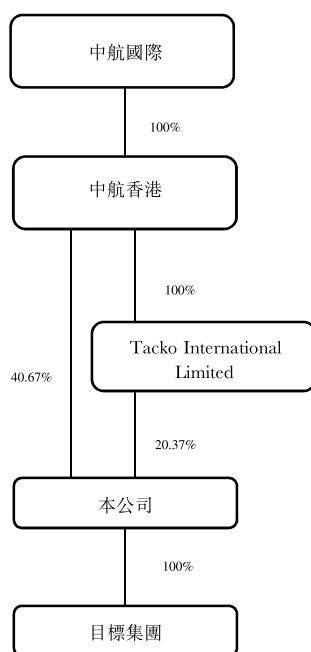 中航國際
100%
中航香港
100%
Tacko International
Limited
40.67%
20.37%
本公司
100%
目標集團